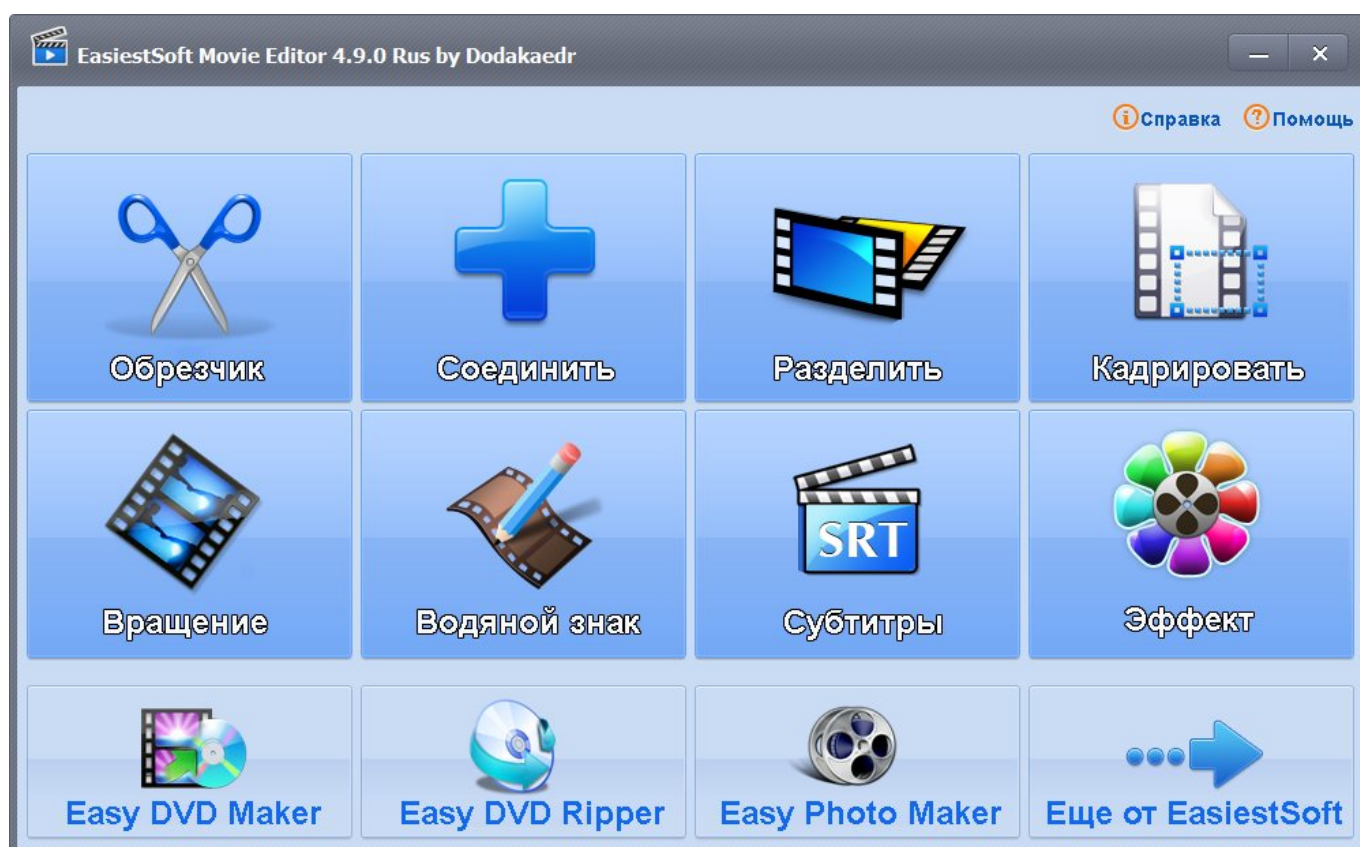 EasiestSoft Movie Editor 4.9.0 Rus by Dodakaedr
Справка Помощь
Обрезчик Соединить Разделить Кадрировать
SRT
Вращение Водяной знак Субтитры Эффект
Easy DVD Maker Easy DVD Ripper Easy Photo Maker Еще от EasiestSoft